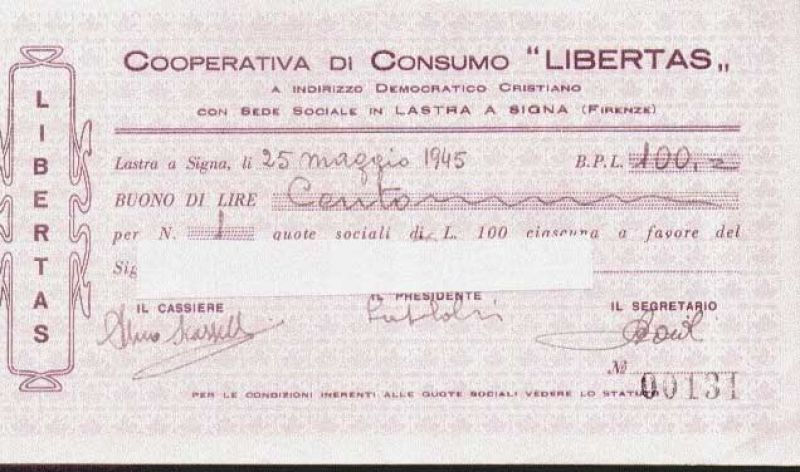 LIBERTAS
COOPERATIVA DI CONSUMO "LIBERTAS„
A INDIRIZZO DEMOCRATICO CRISTIANO
CON SEDE SOCIALE IN LASTRA A SIGNA (FIRENZE)
Lastra a Signa, li 25 maggio 1945 B.P.L. 100,=
BUONO DI LIRE Cento
per N. 1 quote sociali di L. 100 ciascuna a favore del
Sig
IL CASSIERE IL PRESIDENTE IL SEGRETARIO
№ 00131
PER LE CONDIZIONI INERENTI ALLE QUOTE SOCIALI VEDERE LO STATUTO